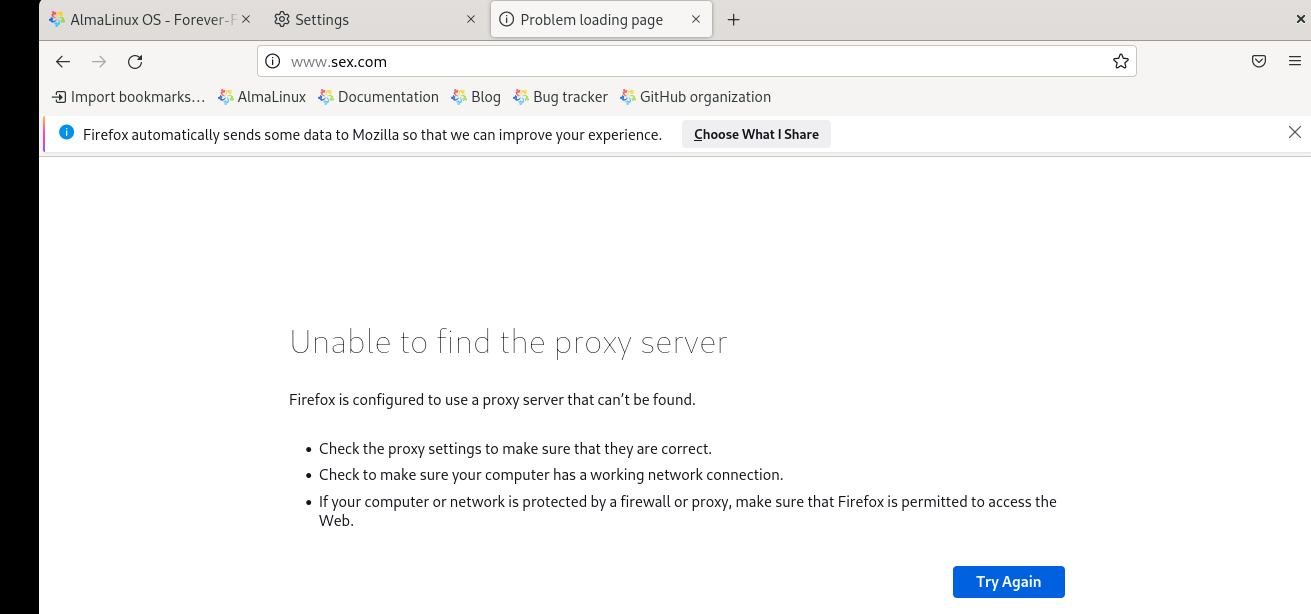 AlmaLinux OS - Forever-F
Settings
Problem loading page
www.sex.com
Import bookmarks... AlmaLinux Documentation Blog Bug tracker GitHub organization
Firefox automatically sends some data to Mozilla so that we can improve your experience. Choose What I Share
Unable to find the proxy server
Firefox is configured to use a proxy server that can’t be found.
• Check the proxy settings to make sure that they are correct.
• Check to make sure your computer has a working network connection.
• If your computer or network is protected by a firewall or proxy, make sure that Firefox is permitted to access the
Web.
Try Again